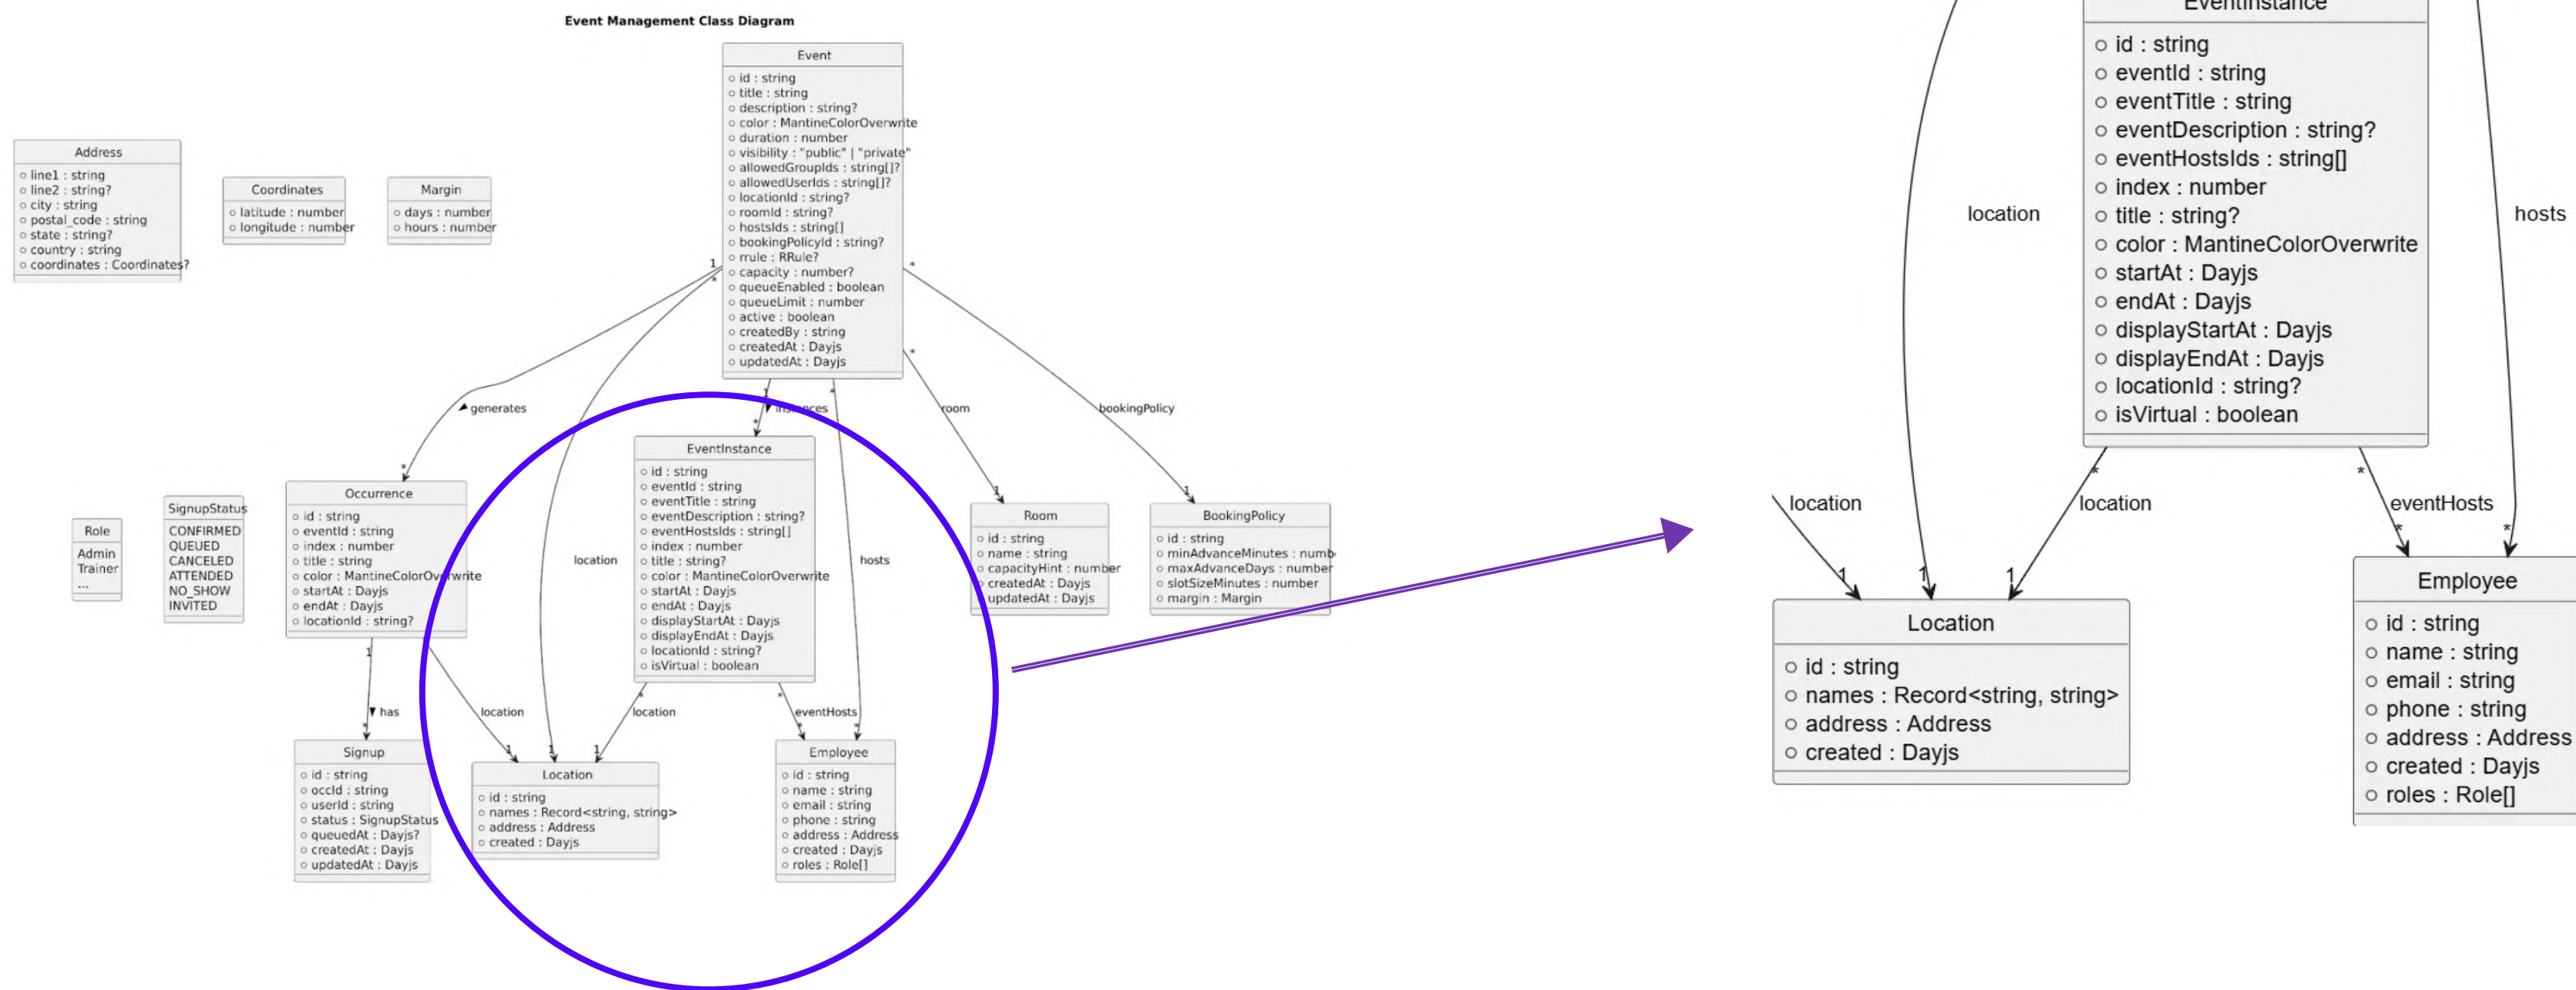 Event Management Class Diagram
Event
id : string
title : string
description : string?
color : MantineColorOverwrite
duration : number
visibility : "public" | "private"
allowedGroupIds : string[]?
allowedUserIds : string[]?
locationId : string?
roomId : string?
hostsIds : string[]
bookingPolicyId : string?
rrule : RRule?
capacity : number?
queueEnabled : boolean
queueLimit : number
active : boolean
createdBy : string
createdAt : Dayjs
updatedAt : Dayjs
Address
line1 : string
line2 : string?
city : string
postal_code : string
state : string?
country : string
coordinates : Coordinates?
Coordinates
latitude : number
longitude : number
Margin
days : number
hours : number
1
*
*
*
1
*
generates
instances
room
bookingPolicy
*
*
1
1
Role
Admin
Trainer
...
SignupStatus
CONFIRMED
QUEUED
CANCELED
ATTENDED
NO_SHOW
INVITED
Occurrence
id : string
eventId : string
index : number
title : string
color : MantineColorOverwrite
startAt : Dayjs
endAt : Dayjs
locationId : string?
location
EventInstance
id : string
eventId : string
eventTitle : string
eventDescription : string?
eventHostsIds : string[]
index : number
title : string?
color : MantineColorOverwrite
startAt : Dayjs
endAt : Dayjs
displayStartAt : Dayjs
displayEndAt : Dayjs
locationId : string?
isVirtual : boolean
hosts
Room
id : string
name : string
capacityHint : number
createdAt : Dayjs
updatedAt : Dayjs
BookingPolicy
id : string
minAdvanceMinutes : numb
maxAdvanceDays : number
slotSizeMinutes : number
margin : Margin
1
*
*
has
location
location
eventHosts
*
1
1
1
*
*
Signup
id : string
occId : string
userId : string
status : SignupStatus
queuedAt : Dayjs?
createdAt : Dayjs
updatedAt : Dayjs
Location
id : string
names : Record<string, string>
address : Address
created : Dayjs
Employee
id : string
name : string
email : string
phone : string
address : Address
created : Dayjs
roles : Role[]
EventInstance
id : string
eventId : string
eventTitle : string
eventDescription : string?
eventHostsIds : string[]
index : number
title : string?
color : MantineColorOverwrite
startAt : Dayjs
endAt : Dayjs
displayStartAt : Dayjs
displayEndAt : Dayjs
locationId : string?
isVirtual : boolean
location
hosts
*
*
location
location
eventHosts
1
1
1
*
*
Location
id : string
names : Record<string, string>
address : Address
created : Dayjs
Employee
id : string
name : string
email : string
phone : string
address : Address
created : Dayjs
roles : Role[]